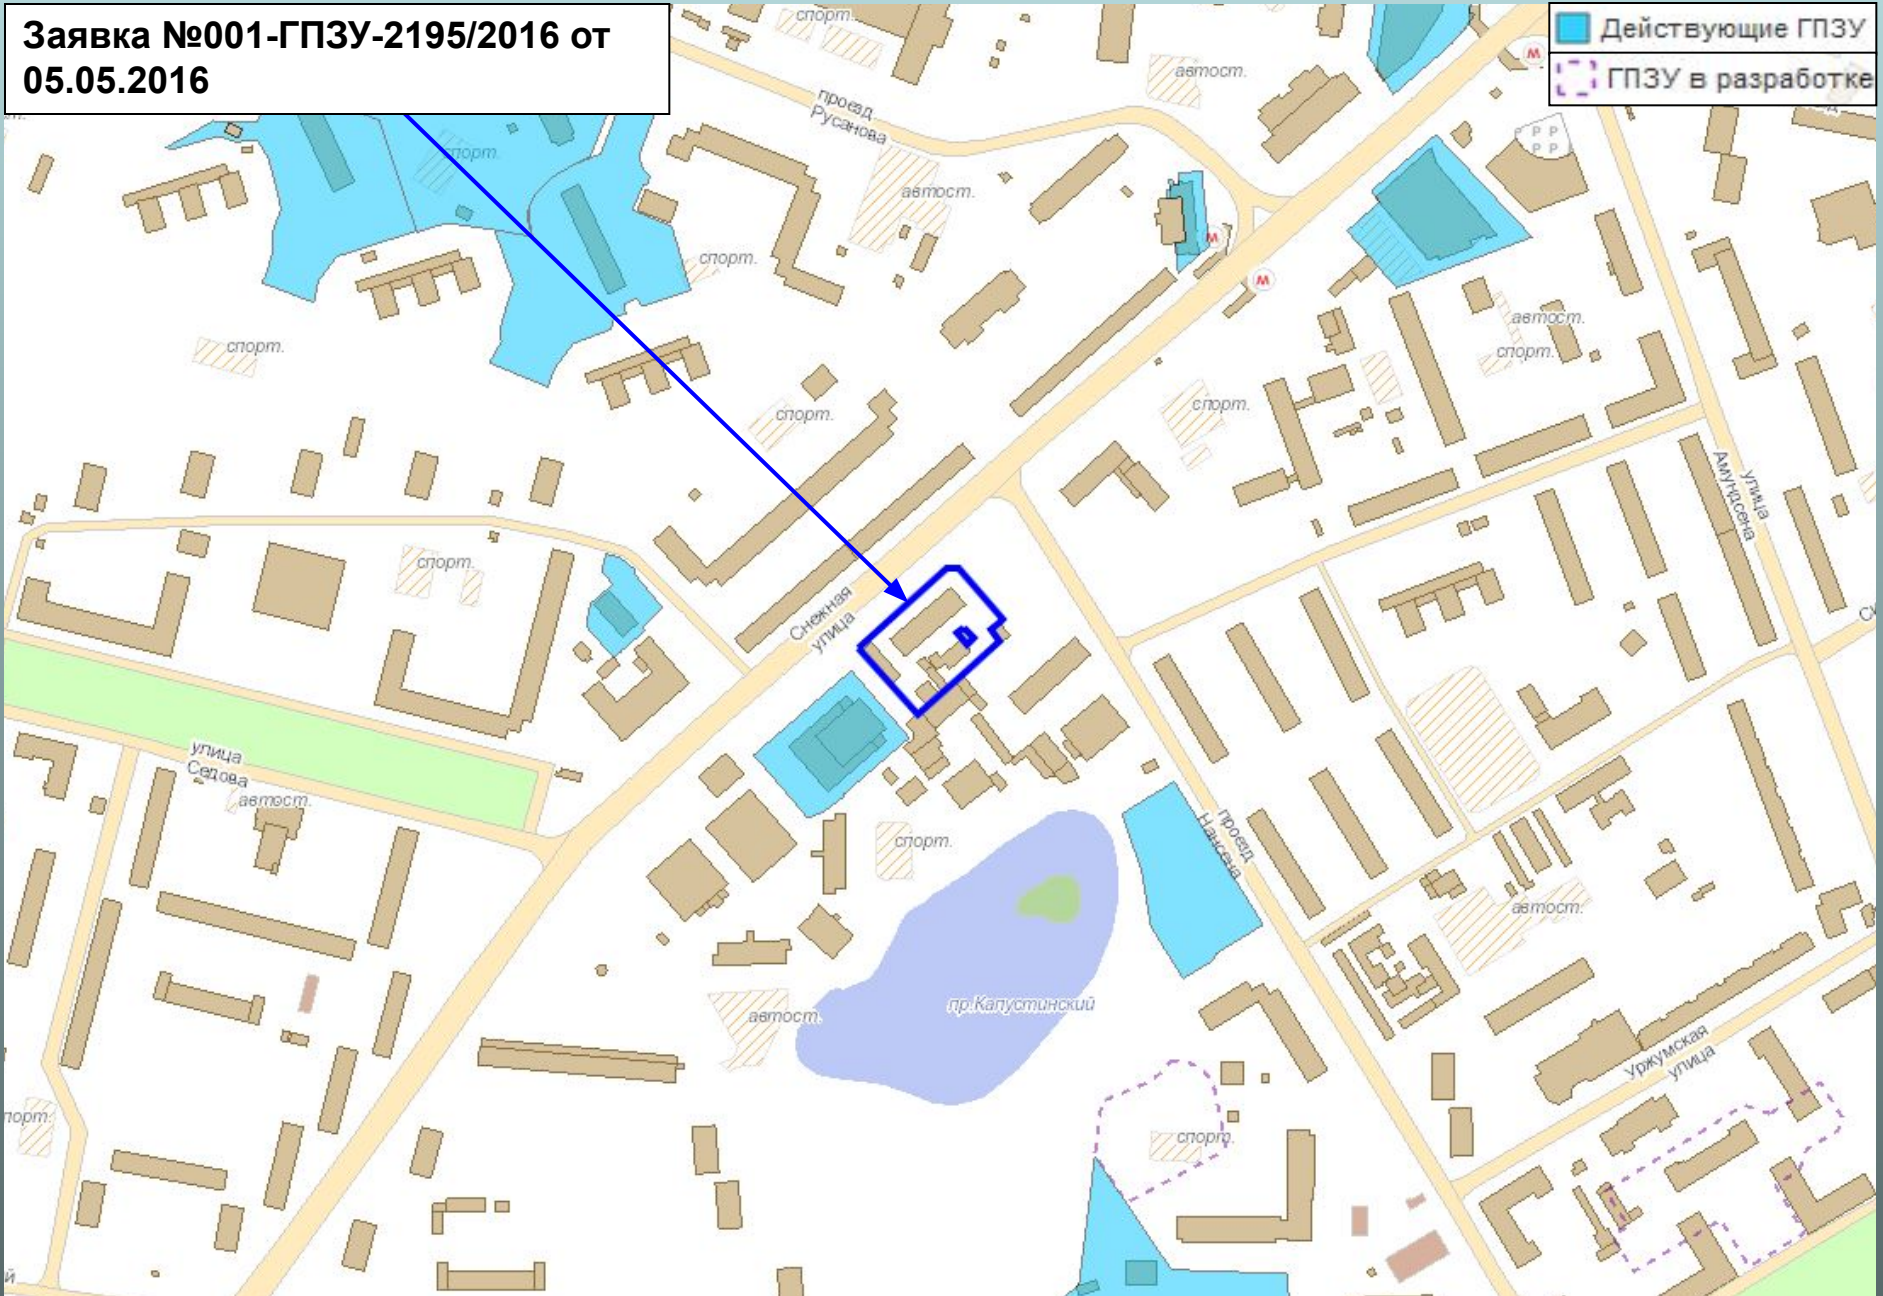 Заявка №001-ГПЗУ-2195/2016 от
05.05.2016
Действующие ГПЗУ
ГПЗУ в разработке
спорт.
автост.
М
проезд
Русанова
Р Р
Р Р
спорт.
автост.
М
спорт.
М
автост.
спорт.
спорт.
спорт.
спорт.
улица
Амундсена
спорт.
Снежная
улица
улица
Седова
автост.
проезд
Нансена
спорт.
автост.
пр.Капустинский
автост.
Уржумская
улица
порт.
спорт.
й